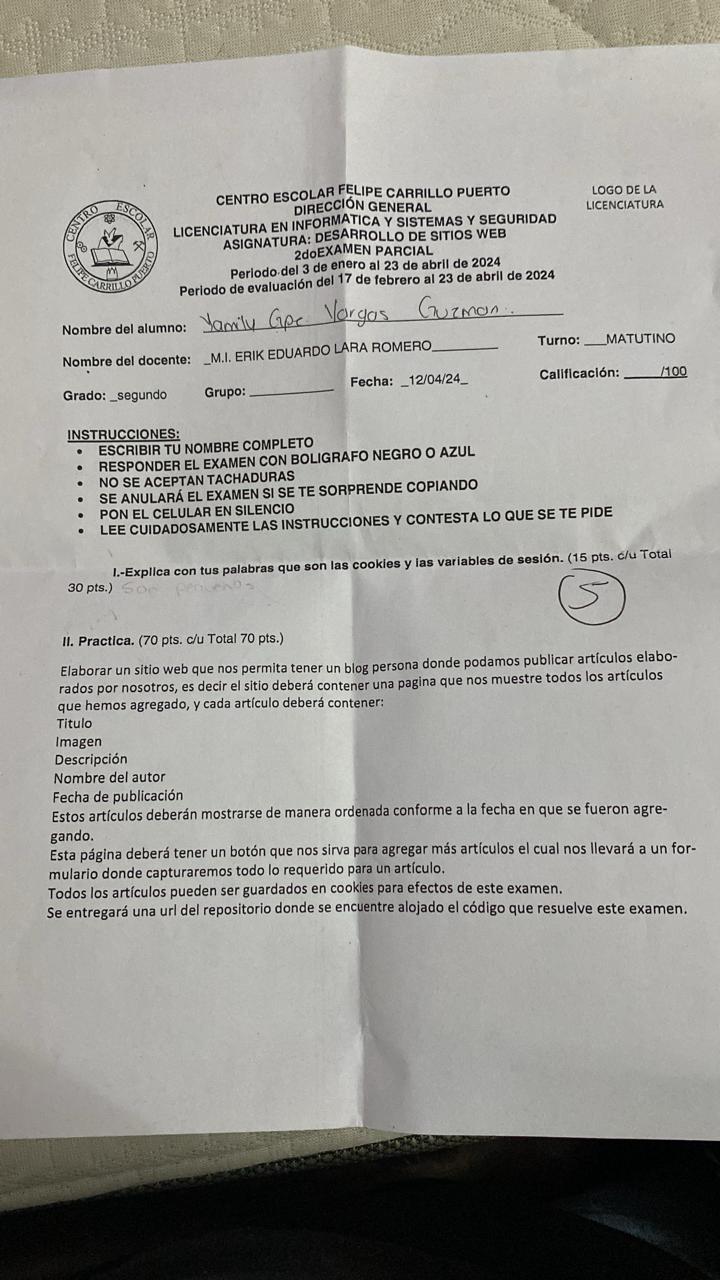 CENTRO ESCOLAR FELIPE CARRILLO PUERTO
LOGO DE LA
LICENCIATURA
CENTRO ESCOLAR FELIPE CARRILLO PUERTO
DIRECCIÓN GENERAL
LICENCIATURA EN INFORMATICA Y SISTEMAS Y SEGURIDAD
ASIGNATURA: DESARROLLO DE SITIOS WEB
2doEXAMEN PARCIAL
Periodo del 3 de enero al 23 de abril de 2024
Periodo de evaluación del 17 de febrero al 23 de abril de 2024
Nombre del alumno: Yamily Gpe Vargas Guzman.
Nombre del docente: _M.I. ERIK EDUARDO LARA ROMERO__________ Turno: ___MATUTINO
Grado: _segundo Grupo: ____________ Fecha: _12/04/24_ Calificación: _____/100
INSTRUCCIONES:
• ESCRIBIR TU NOMBRE COMPLETO
• RESPONDER EL EXAMEN CON BOLIGRAFO NEGRO O AZUL
• NO SE ACEPTAN TACHADURAS
• SE ANULARÁ EL EXAMEN SI SE TE SORPRENDE COPIANDO
• PON EL CELULAR EN SILENCIO
• LEE CUIDADOSAMENTE LAS INSTRUCCIONES Y CONTESTA LO QUE SE TE PIDE
I.-Explica con tus palabras que son las cookies y las variables de sesión. (15 pts. c/u Total
30 pts.) Son pequeños
5
II. Practica. (70 pts. c/u Total 70 pts.)
Elaborar un sitio web que nos permita tener un blog persona donde podamos publicar artículos elabo-
rados por nosotros, es decir el sitio deberá contener una pagina que nos muestre todos los artículos
que hemos agregado, y cada artículo deberá contener:
Titulo
Imagen
Descripción
Nombre del autor
Fecha de publicación
Estos artículos deberán mostrarse de manera ordenada conforme a la fecha en que se fueron agre-
gando.
Esta página deberá tener un botón que nos sirva para agregar más artículos el cual nos llevará a un for-
mulario donde capturaremos todo lo requerido para un artículo.
Todos los artículos pueden ser guardados en cookies para efectos de este examen.
Se entregará una url del repositorio donde se encuentre alojado el código que resuelve este examen.